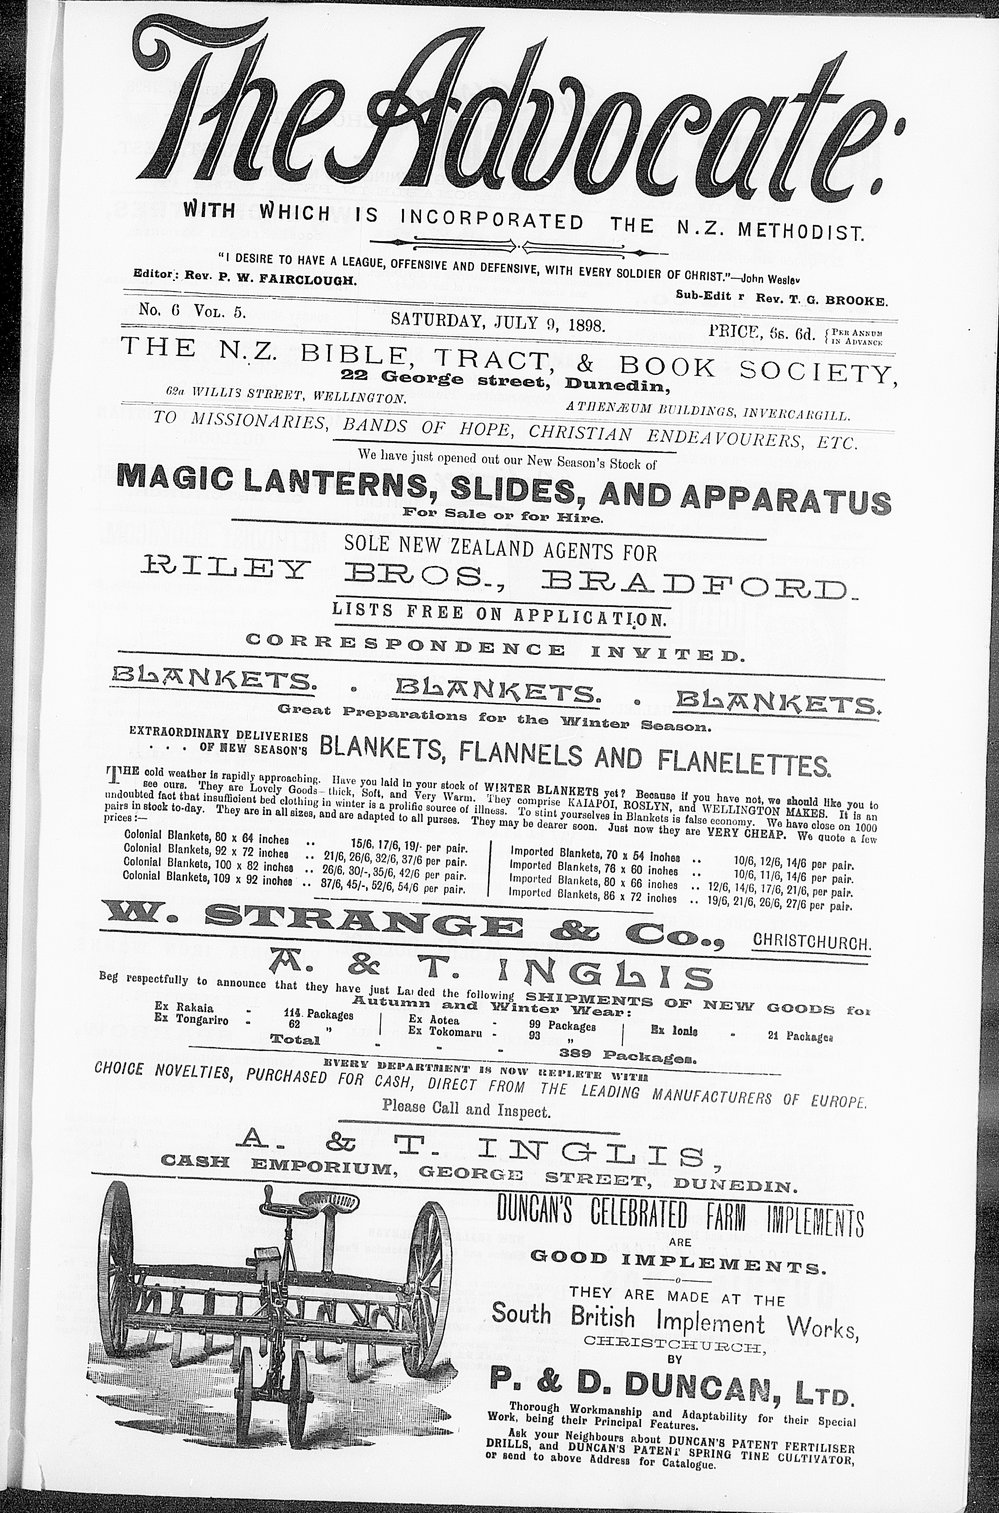 The Advocate:
WITH WHICH IS INCORPORATED THE N.Z. METHODIST.
"I DESIRE TO HAVE A LEAGUE, OFFENSIVE AND DEFENSIVE, WITH EVERY SOLDIER OF CHRIST."—John Wesley
Editor: Rev. P. W. FAIRCLOUGH.
Sub-Edit r Rev. T. G. BROOKE.
No. 6 VOL. 5. SATURDAY, JULY 9, 1898. PRICE, 6s. 6d. { PER ANNUM IN ADVANCE
THE N.Z. BIBLE, TRACT, & BOOK SOCIETY,
22 George street, Dunedin,
62a WILLIS STREET, WELLINGTON. ATHENÆUM BUILDINGS, INVERCARGILL.
TO MISSIONARIES, BANDS OF HOPE, CHRISTIAN ENDEAVOURERS, ETC.
We have just opened out our New Season's Stock of
MAGIC LANTERNS, SLIDES, AND APPARATUS
For Sale or for Hire.
SOLE NEW ZEALAND AGENTS FOR
RILEY BROS., BRADFORD.
LISTS FREE ON APPLICATION.
CORRESPONDENCE INVITED.
BLANKETS. . BLANKETS. . BLANKETS.
Great Preparations for the Winter Season.
EXTRAORDINARY DELIVERIES
. . . OF NEW SEASON'S BLANKETS, FLANNELS AND FLANELETTES.
THE cold weather is rapidly approaching. Have you laid in your stock of WINTER BLANKETS yet? Because if you have not, we should like you to
see ours. They are Lovely Goods—thick, Soft, and Very Warm. They comprise KAIAPOI, ROSLYN, and WELLINGTON MAKES. It is an
undoubted fact that insufficient bed clothing in winter is a prolific source of illness. To stint yourselves in Blankets is false economy. We have close on 1000
pairs in stock to-day. They are in all sizes, and are adapted to all purses. They may be dearer soon. Just now they are VERY CHEAP. We quote a few
prices:—
Colonial Blankets, 80 x 64 inches .. 15/6. 17/6, 19/- per pair.
Colonial Blankets, 92 x 72 inches .. 21/6, 26/6, 32/6, 37/6 per pair.
Colonial Blankets, 100 x 82 inches .. 26/6, 30/-, 35/6, 42/6 per pair.
Colonial Blankets, 109 x 92 inches .. 37/6, 45/-, 52/6, 54/6 per pair.
Imported Blankets, 70 x 54 inches .. 10/6, 12/6, 14/6 per pair.
Imported Blankets, 76 x 60 inches .. 10/6, 11/6, 14/6 per pair.
Imported Blankets, 80 x 66 inches .. 12/6, 14/6, 17/6, 21/6, per pair.
Imported Blankets, 86 x 72 inches .. 19/6, 21/6, 26/6, 27/6 per pair.
W. STRANGE & Co., CHRISTCHURCH.
A. & T. INGLIS
Beg respectfully to announce that they have just Lar ded the following SHIPMENTS OF NEW GOODS for
Autumn and Winter Wear:
Ex Rakaia - 114 Packages
Ex Tongariro - 62 "
Ex Aotea - 99 Packages
Ex Tokomaru - 93 "
Ex Ionic - 21 Packages
Total - - - 389 Packages.
EVERY DEPARTMENT IS NOW REPLETE WITH
CHOICE NOVELTIES, PURCHASED FOR CASH, DIRECT FROM THE LEADING MANUFACTURERS OF EUROPE.
Please Call and Inspect.
A. & T. INGLIS,
CASH EMPORIUM, GEORGE STREET, DUNEDIN.
DUNCAN'S CELEBRATED FARM IMPLEMENTS
ARE
GOOD IMPLEMENTS.
—o—
THEY ARE MADE AT THE
South British Implement Works,
CHRISTCHURCH,
BY
P. & D. DUNCAN, LTD.
Thorough Workmanship and Adaptability for their Special
Work, being their Principal Features.
Ask your Neighbours about DUNCAN'S PATENT FERTILISER
DRILLS, and DUNCAN'S PATENT SPRING TINE CULTIVATOR,
or send to above Address for Catalogue.